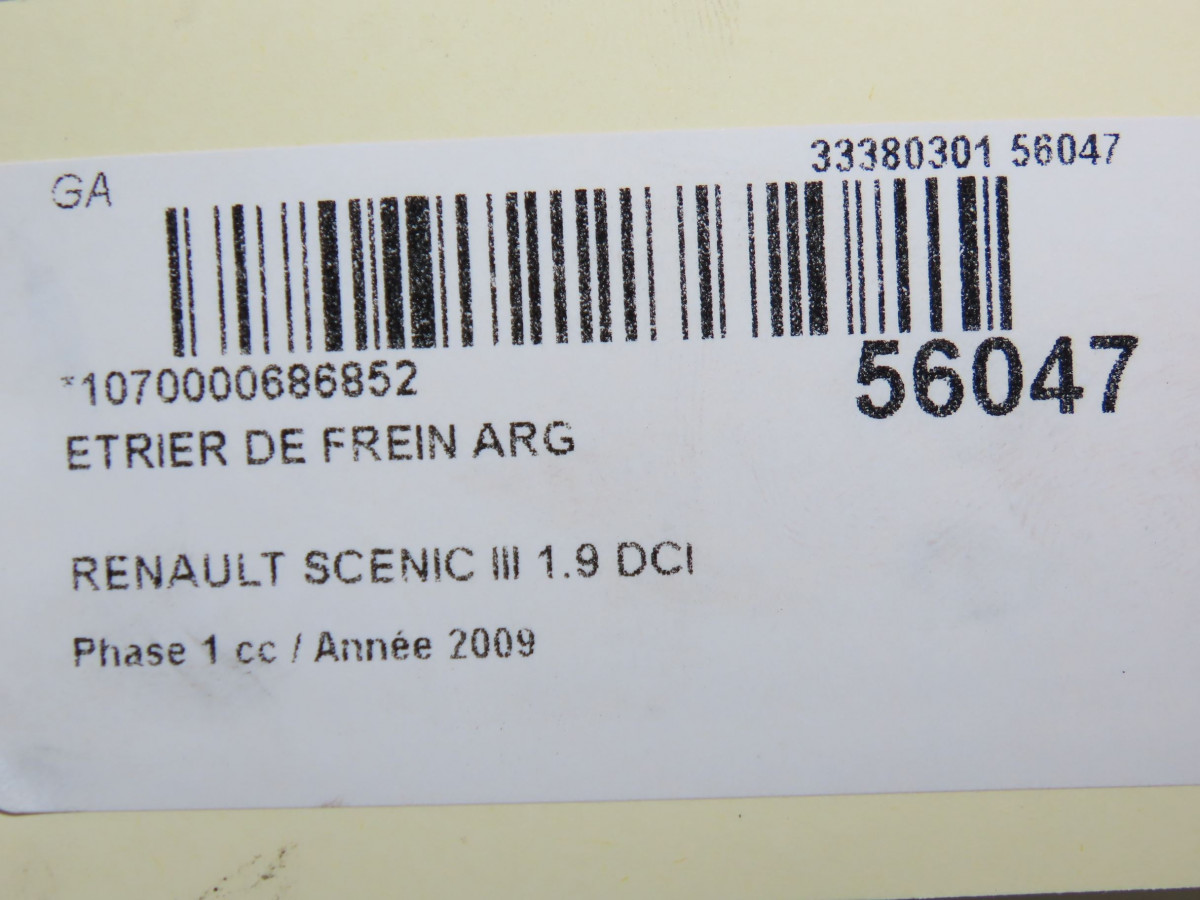 33380301 56047
GA
*1070000686852
56047
ETRIER DE FREIN ARG
RENAULT SCENIC III 1.9 DCI
Phase 1 cc / Année 2009